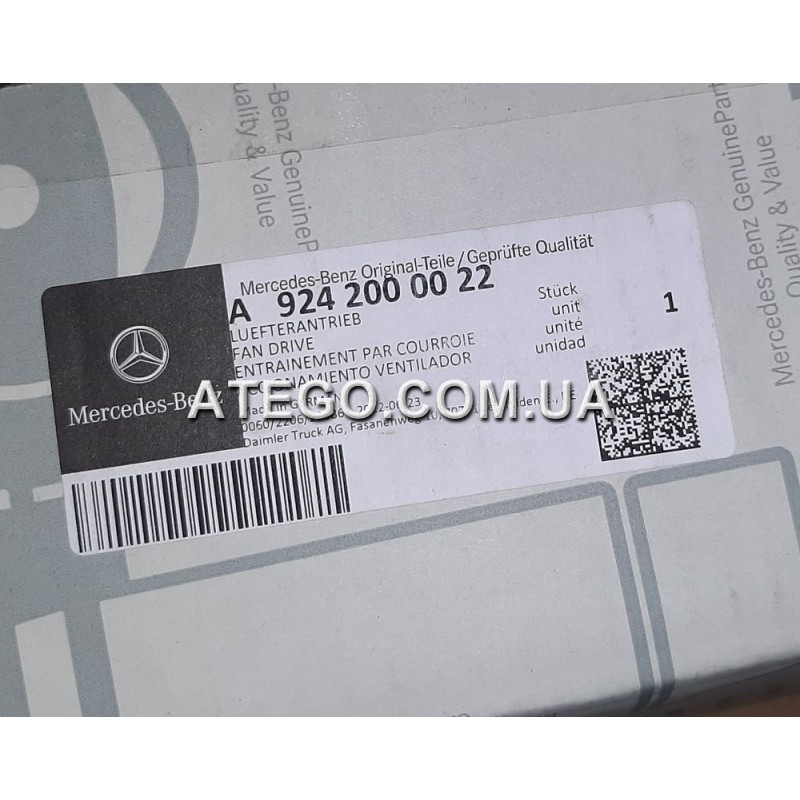 -Benz GenuineP
uality & Value
Mercedes-Benz GenuinePart
Quality & Value
Mercedes-Benz Original-Teile/Geprüfte Qualität
A 924 200 00 22
Stück
unit
unité
unidad
1
LUEFTERANTRIEB
FAN DRIVE
ENTRAINEMENT PAR COURROIE
ACCIONAMIENTO VENTILADOR
Mercedes-Benz
ATEGO.COM.UA
Daimler Truck AG, Fasanenweg 10,